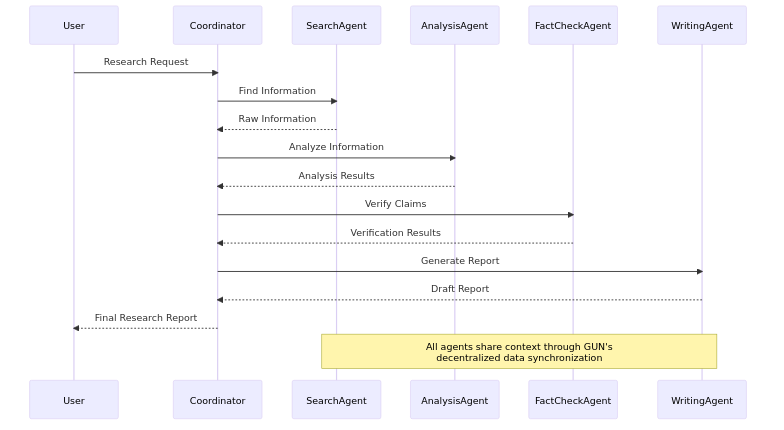 User
Coordinator
SearchAgent
AnalysisAgent
FactCheckAgent
WritingAgent
Research Request
Find Information
Raw Information
Analyze Information
Analysis Results
Verify Claims
Verification Results
Generate Report
Draft Report
Final Research Report
All agents share context through GUN's
decentralized data synchronization
User
Coordinator
SearchAgent
AnalysisAgent
FactCheckAgent
WritingAgent